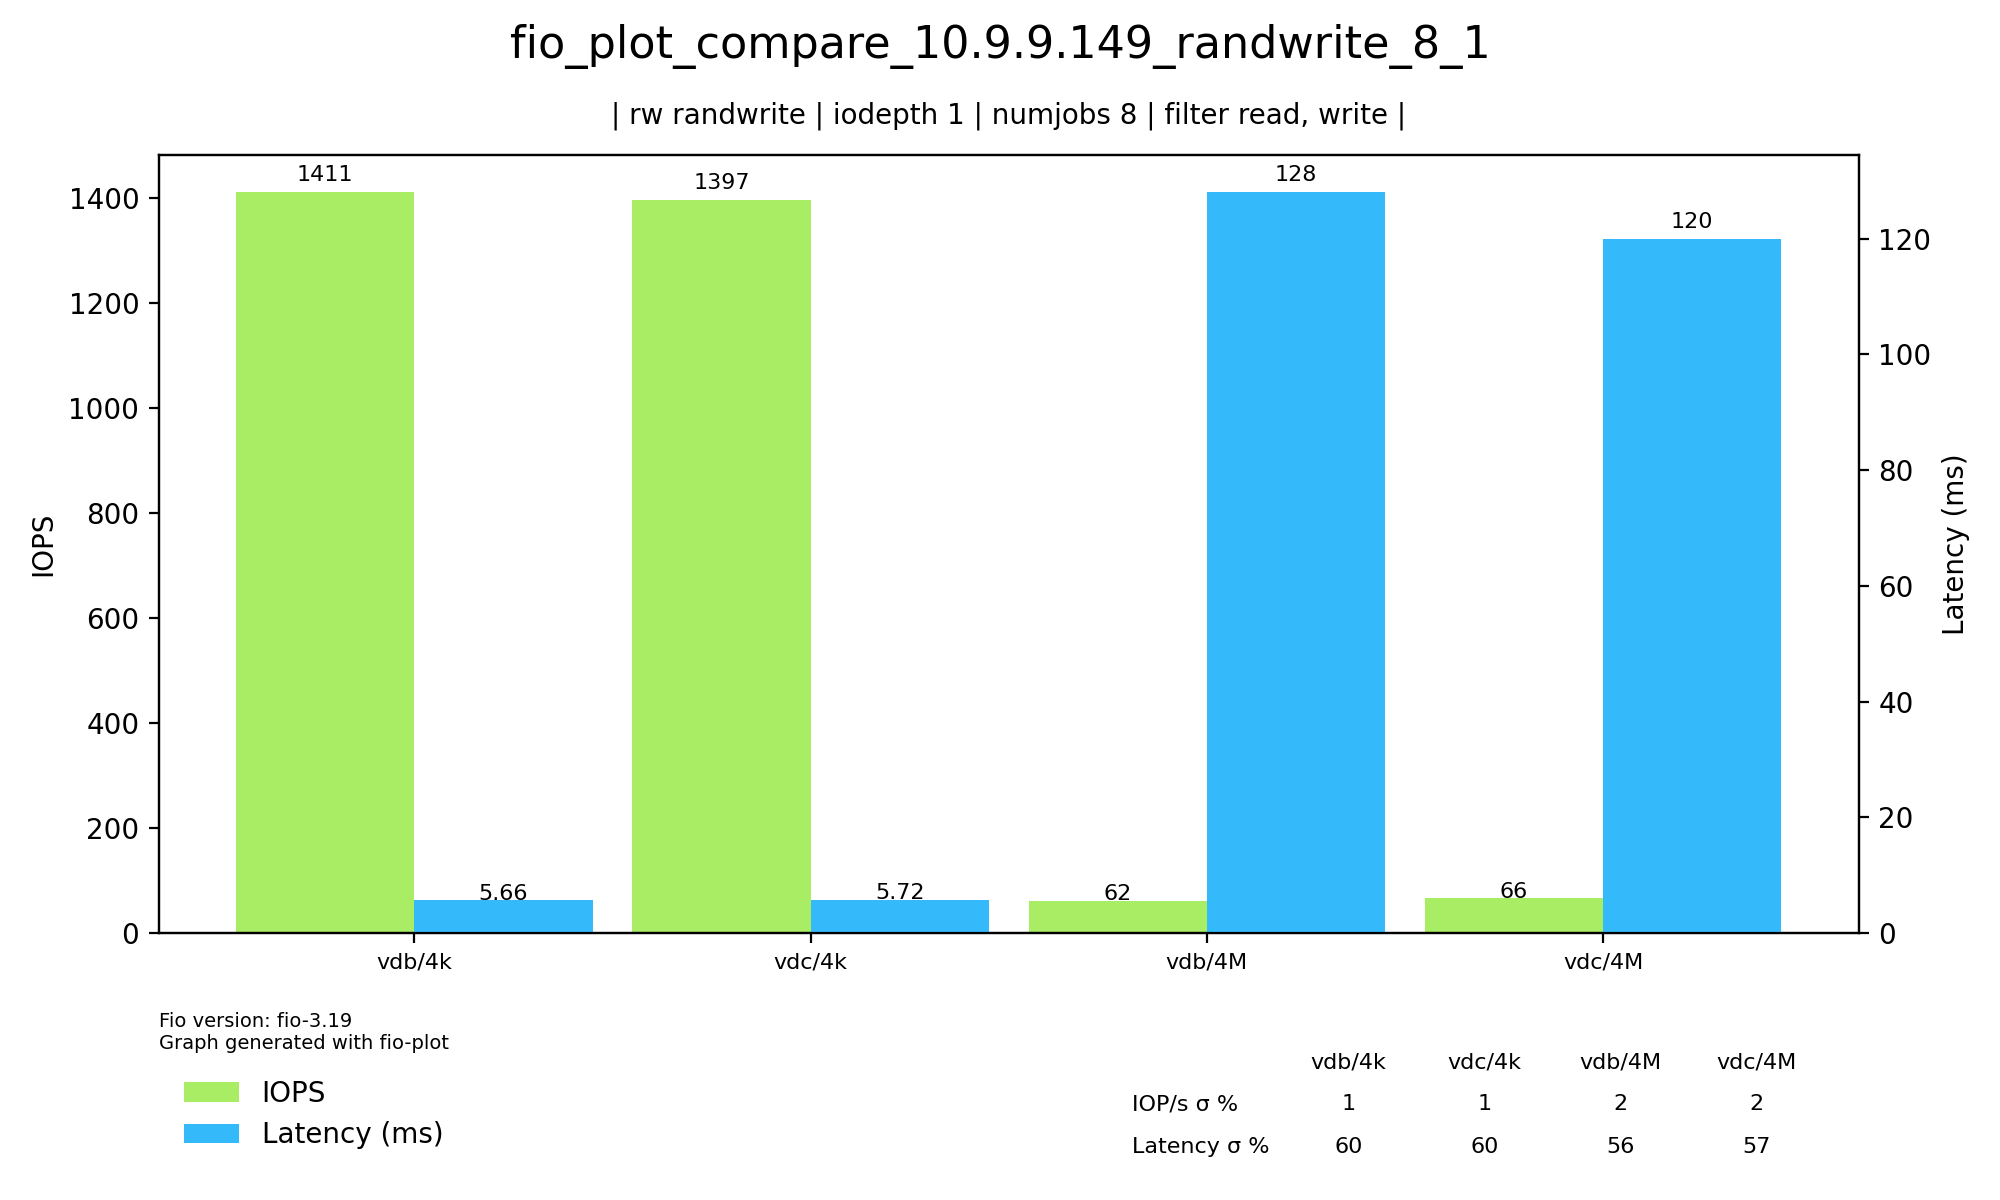 fio_plot_compare_10.9.9.149_randwrite_8_1
| rw randwrite | iodepth 1 | numjobs 8 | filter read, write |
1411
1397
128
120
5.66
5.72
62
66
1400
1200
1000
800
600
400
200
0
IOPS
120
100
80
60
40
20
0
Latency (ms)
vdb/4k vdc/4k vdb/4M vdc/4M
Fio version: fio-3.19
Graph generated with fio-plot
IOPS
Latency (ms)
vdb/4k vdc/4k vdb/4M vdc/4M
IOP/s σ % 1 1 2 2
Latency σ % 60 60 56 57